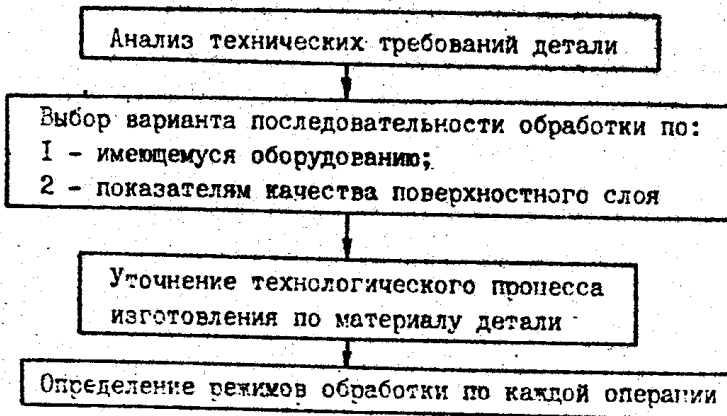 Анализ технических требований детали
Выбор варианта последовательности обработки по:
I - имеющемуся оборудованию;
2 - показателям качества поверхностного слоя
Уточнение технологического процесса
изготовления по материалу детали
Определение режимов обработки по каждой операции